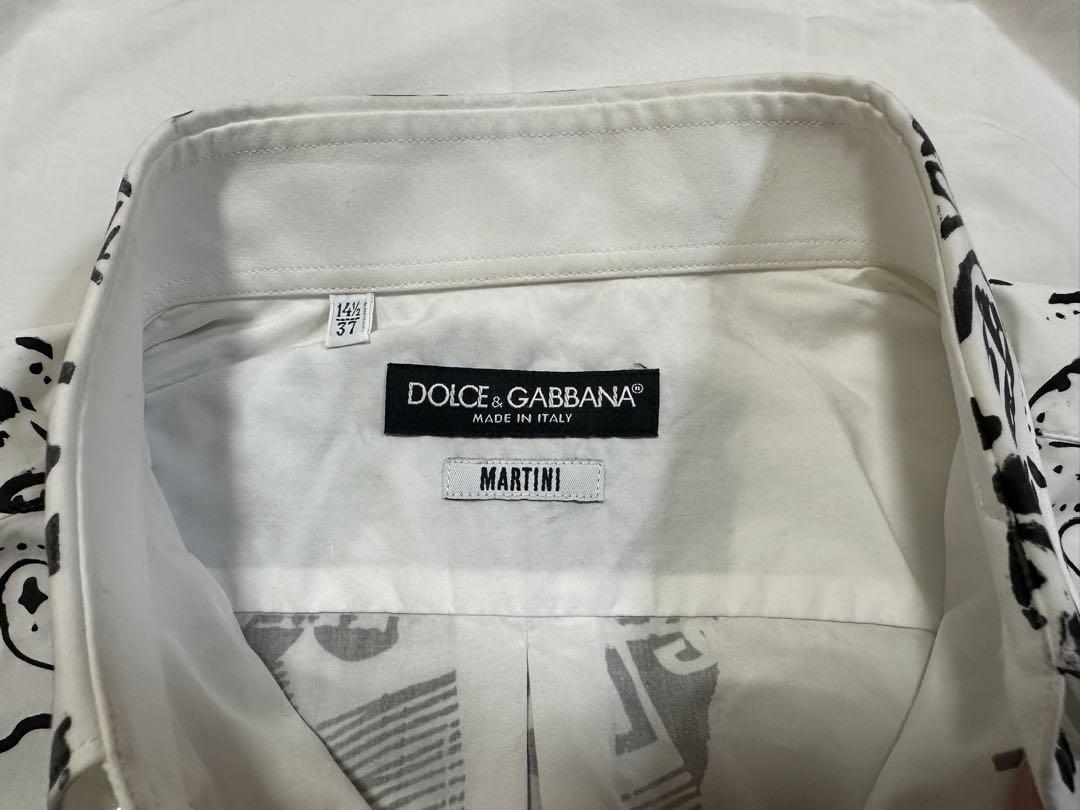 14½
37
DOLCE & GABBANA®
MADE IN ITALY
MARTINI